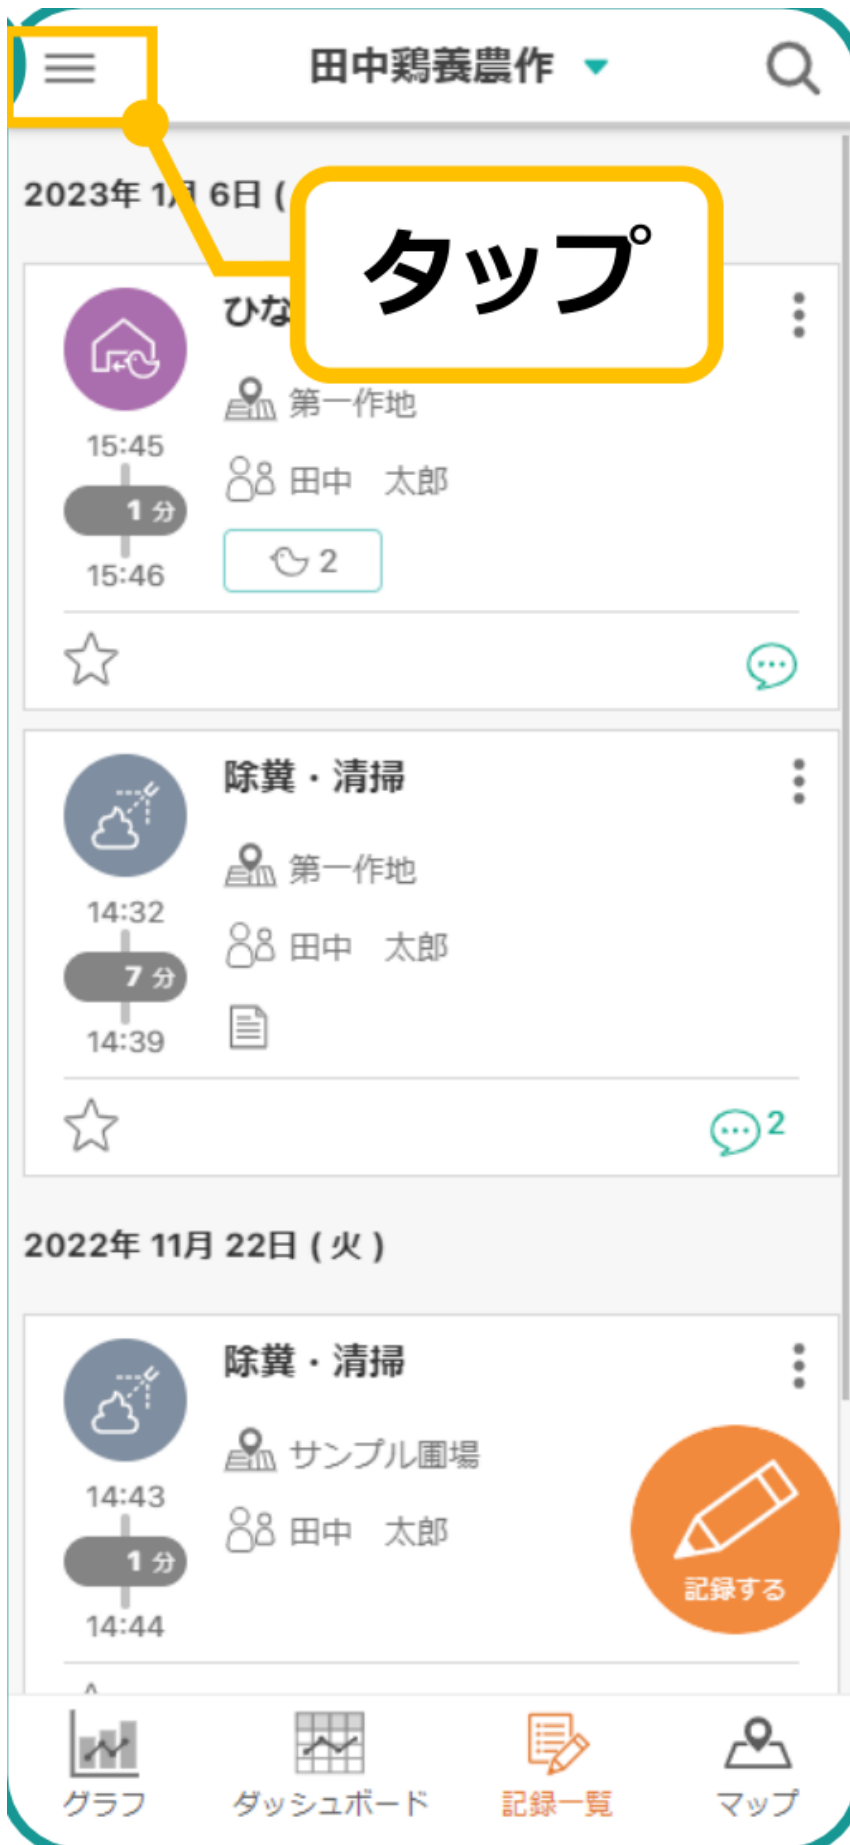 田中鶏養農作
2023年 1月 6日 (
タップ
ひな
第一作地
15:45
田中 太郎
1 分
2
15:46
除糞・清掃
第一作地
14:32
田中 太郎
7 分
14:39
2
2022年 11月 22日 ( 火 )
除糞・清掃
サンプル圃場
14:43
田中 太郎
1 分
記録する
14:44
グラフ ダッシュボード 記録一覧 マップ